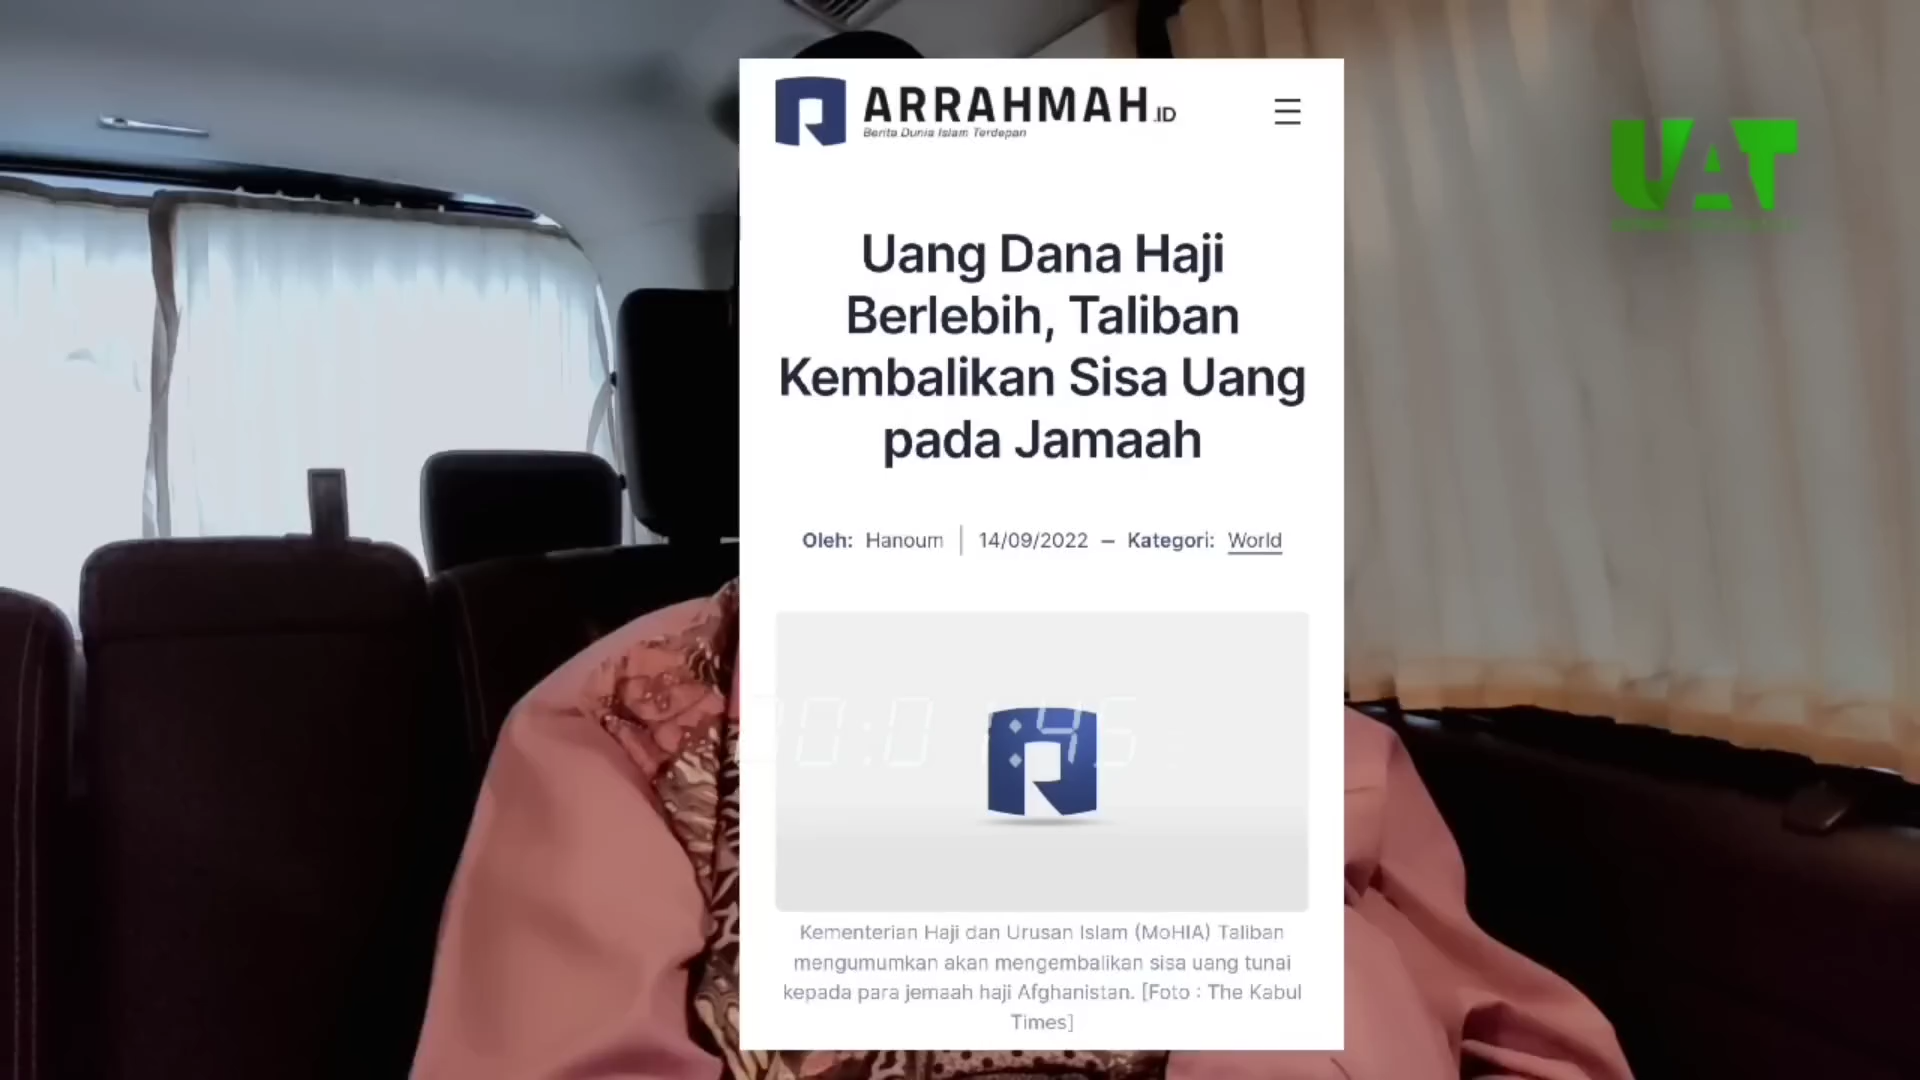 ARRAHMAH.ID
Berita Dunia Islam Terdepan
UAT
Uang Dana Haji
Berlebih, Taliban
Kembalikan Sisa Uang
pada Jamaah
Oleh: Hanoum | 14/09/2022 — Kategori: World
Kementerian Haji dan Urusan Islam (MoHIA) Taliban
mengumumkan akan mengembalikan sisa uang tunai
kepada para jemaah haji Afghanistan. [Foto : The Kabul
Times]